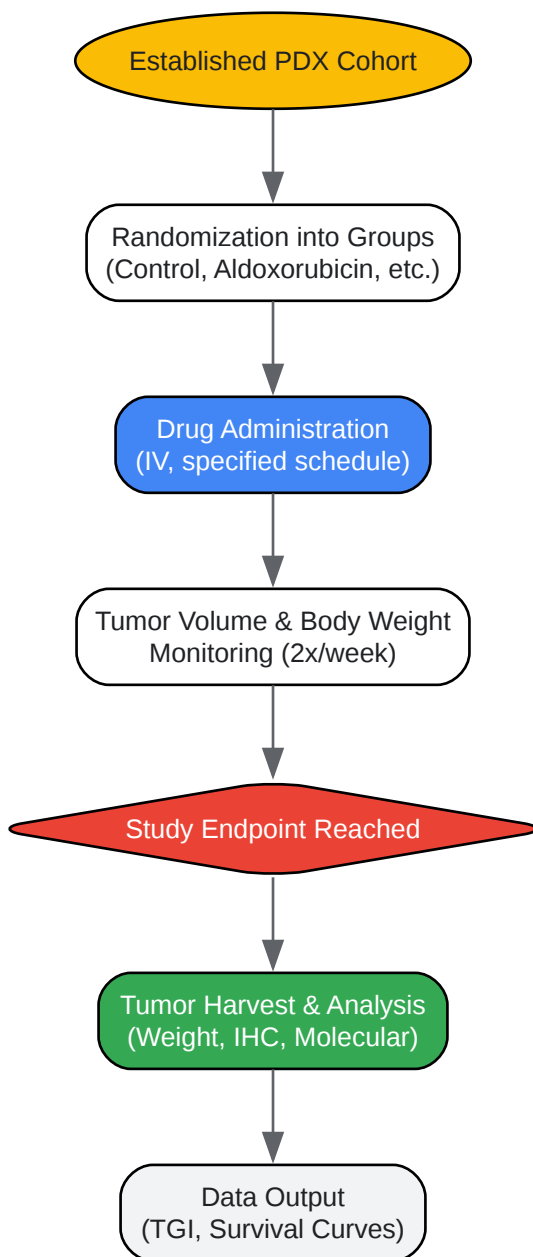 Established PDX Cohort
Randomization into Groups
(Control, Aldoxorubicin, etc.)
Drug Administration
(IV, specified schedule)
Tumor Volume & Body Weight
Monitoring (2x/week)
Study Endpoint Reached
Tumor Harvest & Analysis
(Weight, IHC, Molecular)
Data Output
(TGI, Survival Curves)